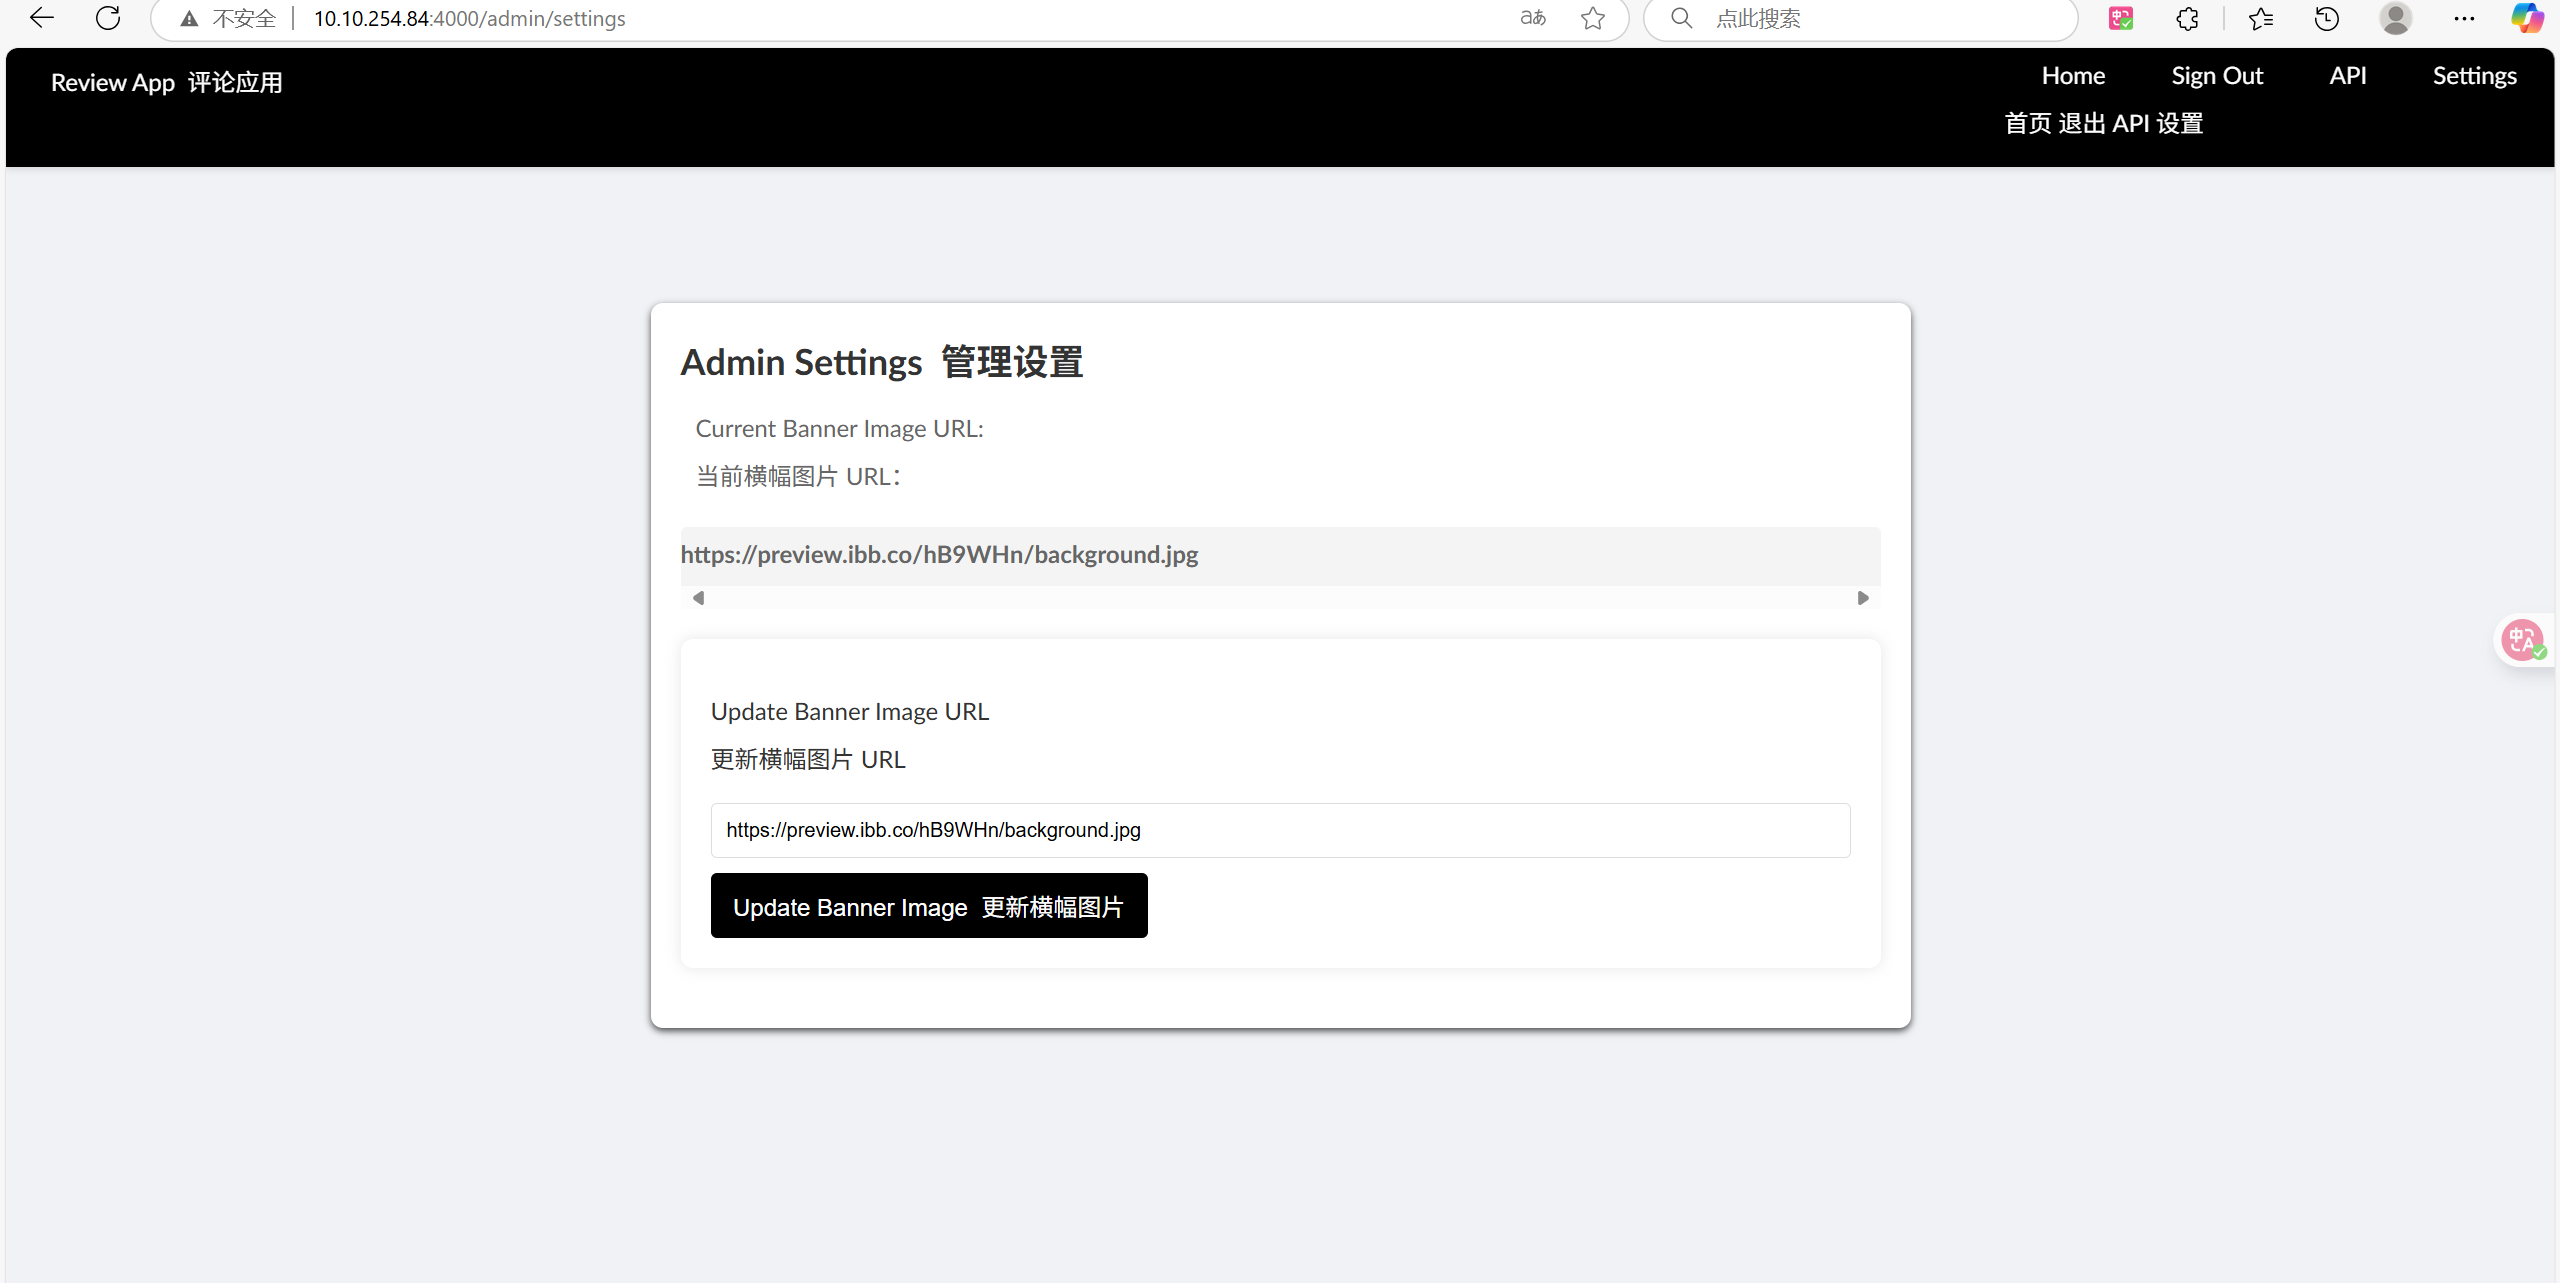 不安全 10.10.254.84:4000/admin/settings
aあ
点此搜索
Review App 评论应用
Home Sign Out API Settings
首页 退出 API 设置
Admin Settings 管理设置
Current Banner Image URL:
当前横幅图片 URL：
https://preview.ibb.co/hB9WHn/background.jpg
Update Banner Image URL
更新横幅图片 URL
https://preview.ibb.co/hB9WHn/background.jpg
Update Banner Image 更新横幅图片